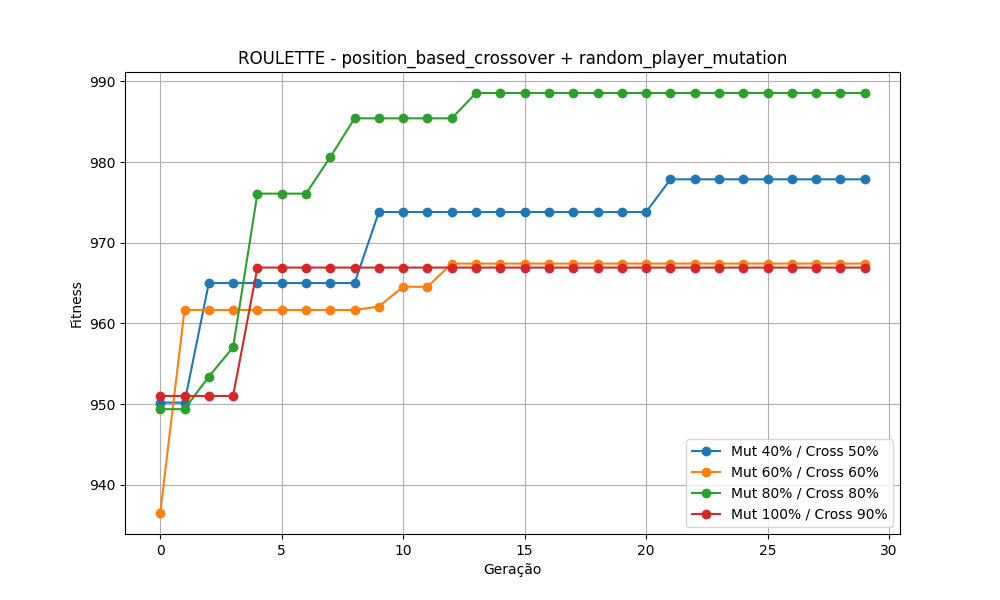 ROULETTE - position_based_crossover + random_player_mutation
Fitness
990
980
970
960
950
940
0 5 10 15 20 25 30
Geração
Mut 40% / Cross 50%
Mut 60% / Cross 60%
Mut 80% / Cross 80%
Mut 100% / Cross 90%